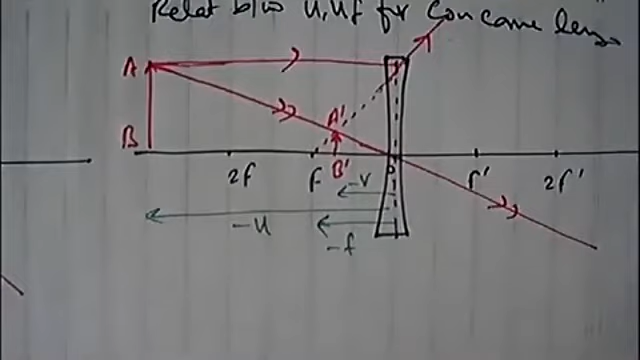 Relat b/w u, v f for Concave lens
A
A'
B
2f
f
B'
f'
2f'
-v
-u
-f